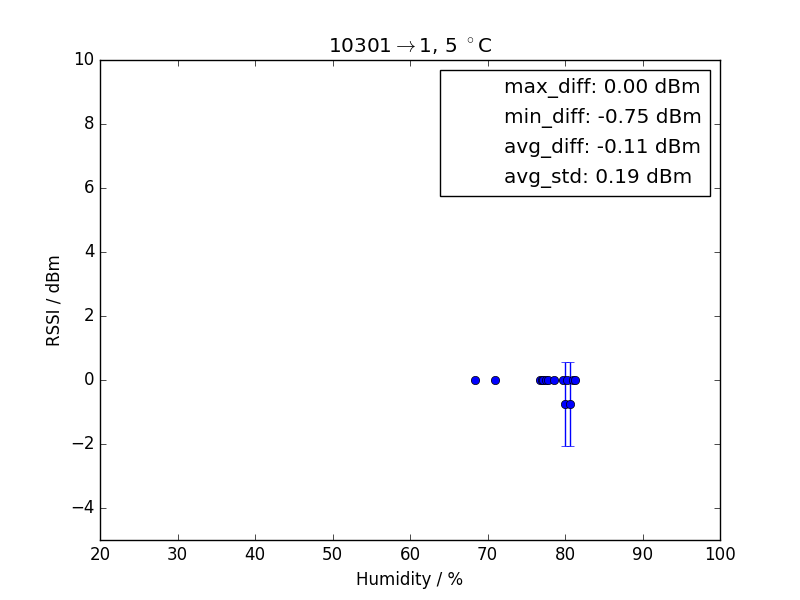 10301→1, 5 °C
max_diff: 0.00 dBm
min_diff: -0.75 dBm
avg_diff: -0.11 dBm
avg_std: 0.19 dBm
10
8
6
4
2
0
−2
−4
RSSI / dBm
20 30 40 50 60 70 80 90 100
Humidity / %